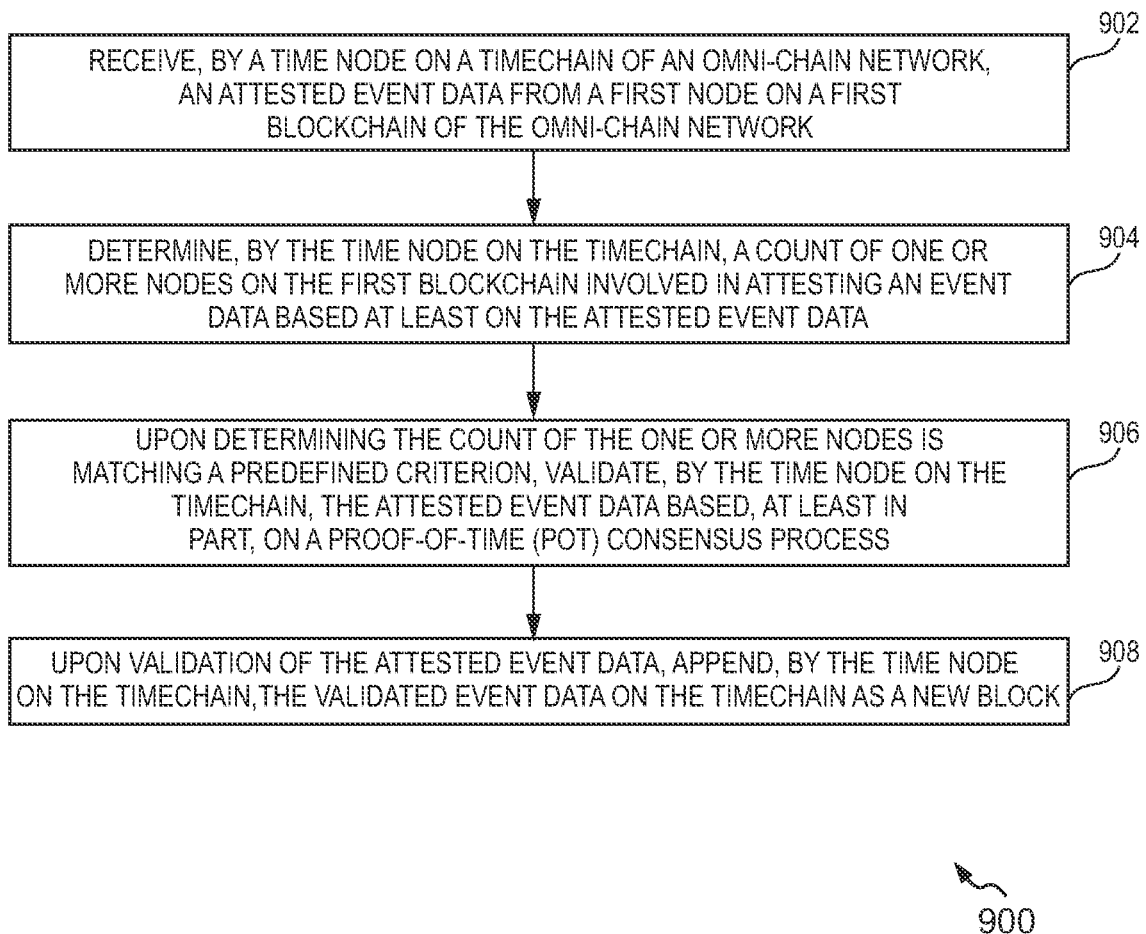 902
RECEIVE, BY A TIME NODE ON A TIMECHAIN OF AN OMNI-CHAIN NETWORK,
AN ATTESTED EVENT DATA FROM A FIRST NODE ON A FIRST
BLOCKCHAIN OF THE OMNI-CHAIN NETWORK
904
DETERMINE, BY THE TIME NODE ON THE TIMECHAIN, A COUNT OF ONE OR
MORE NODES ON THE FIRST BLOCKCHAIN INVOLVED IN ATTESTING AN EVENT
DATA BASED AT LEAST ON THE ATTESTED EVENT DATA
906
UPON DETERMINING THE COUNT OF THE ONE OR MORE NODES IS
MATCHING A PREDEFINED CRITERION, VALIDATE, BY THE TIME NODE ON THE
TIMECHAIN, THE ATTESTED EVENT DATA BASED, AT LEAST IN
PART, ON A PROOF-OF-TIME (POT) CONSENSUS PROCESS
908
UPON VALIDATION OF THE ATTESTED EVENT DATA, APPEND, BY THE TIME NODE
ON THE TIMECHAIN, THE VALIDATED EVENT DATA ON THE TIMECHAIN AS A NEW BLOCK
900